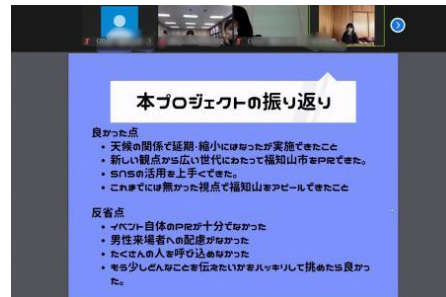 本プロジェクトの振り返り
良かった点
• 天候の関係で延期・縮小にはなったが実施できたこと
• 新しい観点から広い世代にわたって福知山市をPRできた。
• SNSの活用を上手くできた。
• これまでには無かった視点で福知山をアピールできたこと
反省点
• イベント自体のPRが十分でなかった
• 男性来場者への配慮がなかった
• たくさんの人を呼び込めなかった
• もう少しどんなことを伝えたいかをハッキリして挑めたら良かっ
た。